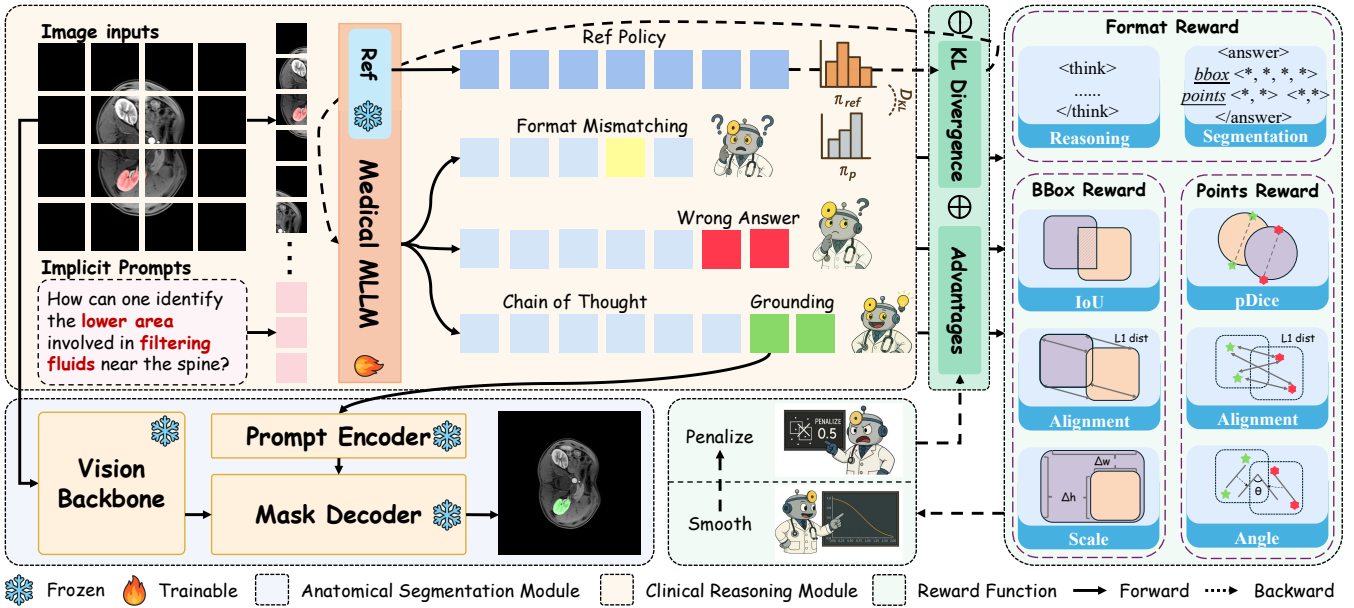 Image inputs
Implicit Prompts
How can one identify
the lower area
involved in filtering
fluids near the spine?
Ref
Medical MLLM
Ref Policy
Format Mismatching
Wrong Answer
Chain of Thought
Grounding
? ?
?
π ref
D KL
π p
KL Divergence
Advantages
Format Reward
<think>
......
</think>
Reasoning
<answer>
bbox <*, *, *, *>
points <*, *> <*,*>
</answer>
Segmentation
BBox Reward
IoU
L1 dist
Alignment
Δw
Δh
Scale
Points Reward
pDice
L1 dist
Alignment
θ
Angle
Vision
Backbone
Prompt Encoder
Mask Decoder
Penalize
PENALIZE
0.5
Smooth
Frozen
Trainable
Anatomical Segmentation Module
Clinical Reasoning Module
Reward Function
Forward
Backward